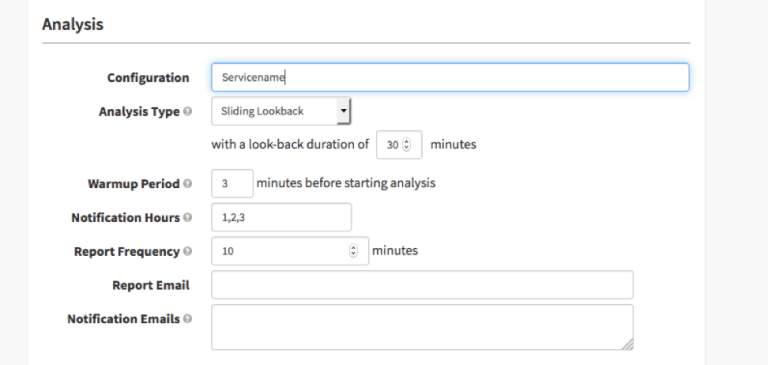 Analysis
Configuration Servicename
Analysis Type Sliding Lookback
with a look-back duration of 30 minutes
Warmup Period 3 minutes before starting analysis
Notification Hours 1,2,3
Report Frequency 10 minutes
Report Email
Notification Emails